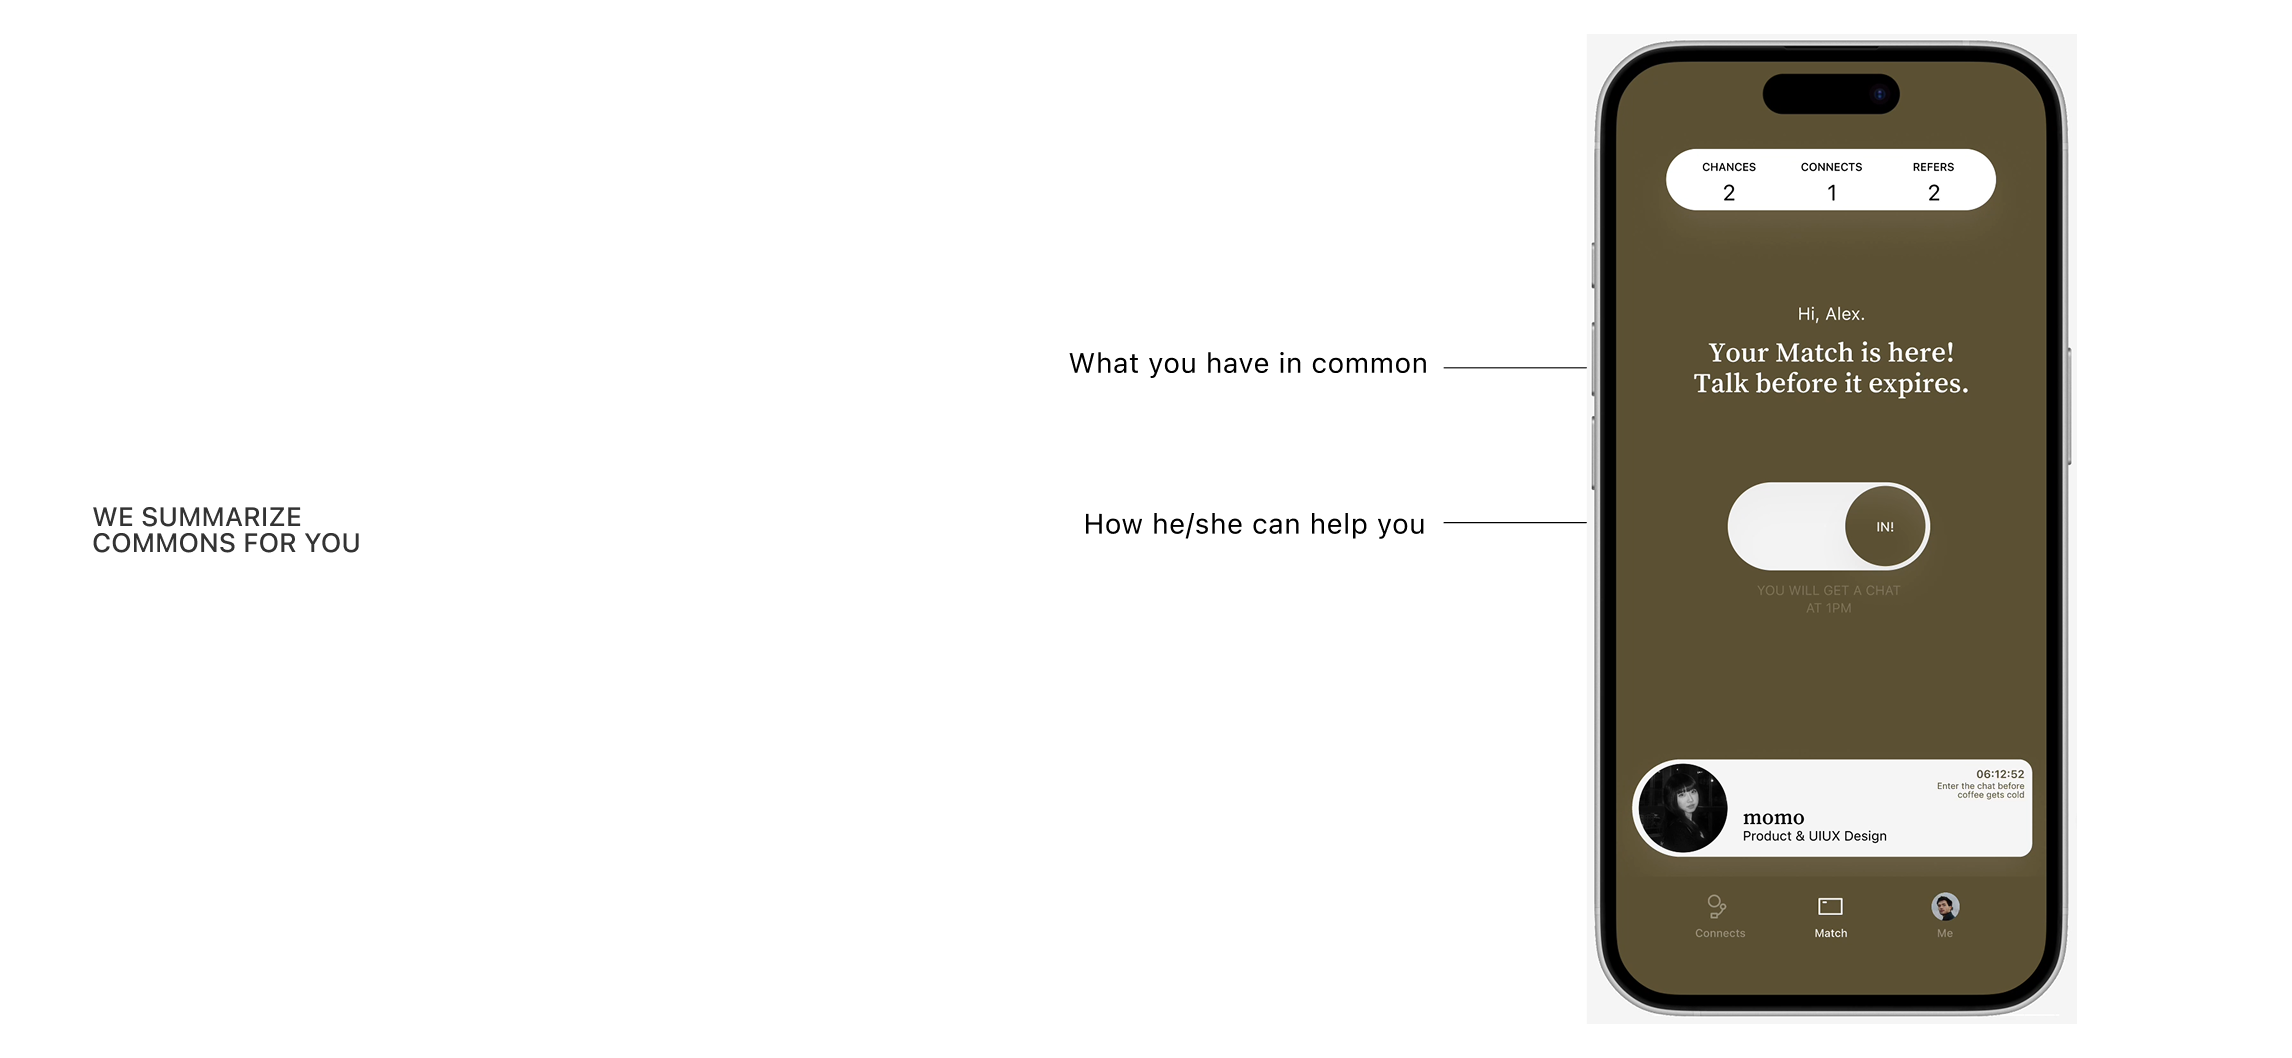 WE SUMMARIZE
COMMONS FOR YOU
What you have in common
How he/she can help you
CHANCES
2
CONNECTS
1
REFERS
2
Hi, Alex.
Your Match is here!
Talk before it expires.
IN!
YOU WILL GET A CHAT
AT 1PM
06:12:52
Enter the chat before
coffee gets cold
momo
Product & UIUX Design
Connects
Match
Me